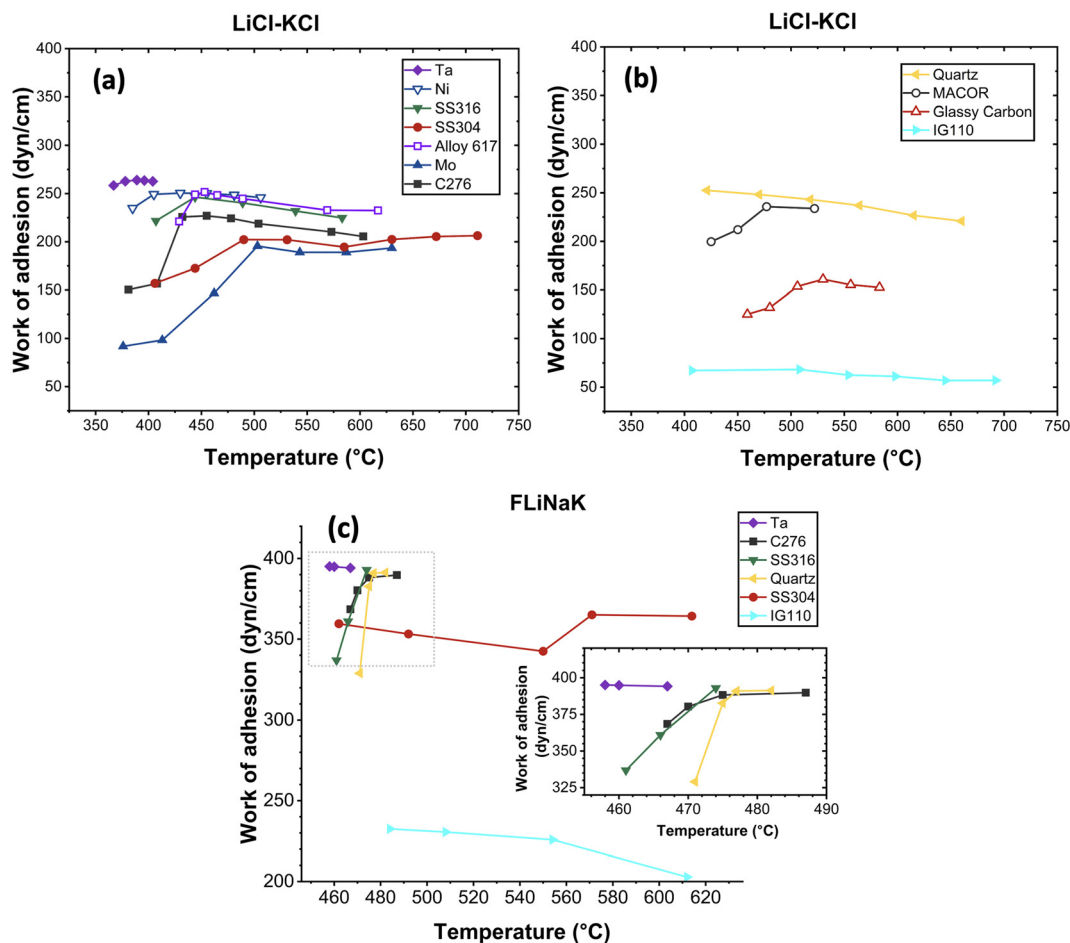 LiCl-KCl
(a)
Work of adhesion (dyn/cm)
400
350
300
250
200
150
100
50
Ta
Ni
SS316
SS304
Alloy 617
Mo
C276
350 400 450 500 550 600 650 700 750
Temperature (°C)
LiCl-KCl
(b)
Work of adhesion (dyn/cm)
400
350
300
250
200
150
100
50
Quartz
MACOR
Glassy Carbon
IG110
350 400 450 500 550 600 650 700 750
Temperature (°C)
FLiNaK
(c)
Work of adhesion (dyn/cm)
400
350
300
250
200
Ta
C276
SS316
Quartz
SS304
IG110
Work of adhesion
(dyn/cm)
400
375
350
325
460 470 480 490
Temperature (°C)
460 480 500 520 540 560 580 600 620
Temperature (°C)